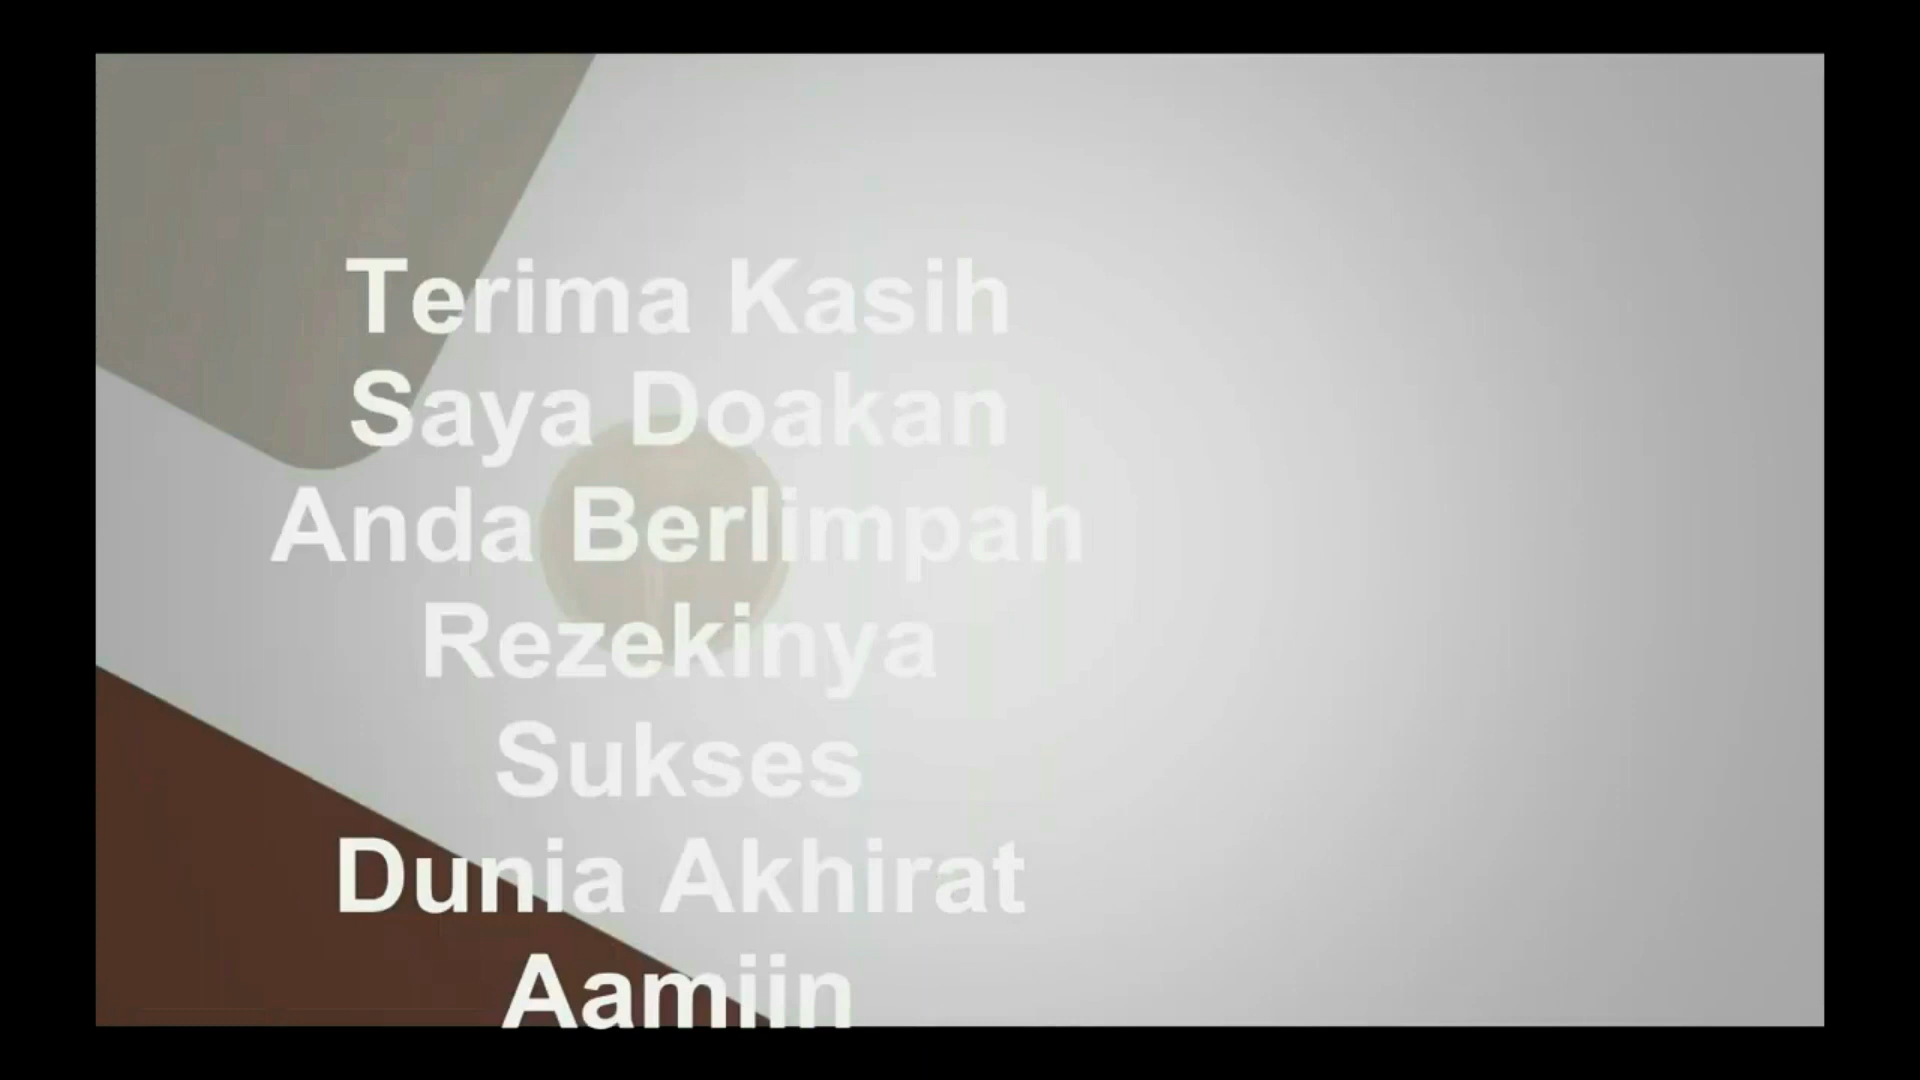 Terima Kasih
Saya Doakan
Anda Berlimpah
Rezekinya
Sukses
Dunia Akhirat
Aamiin